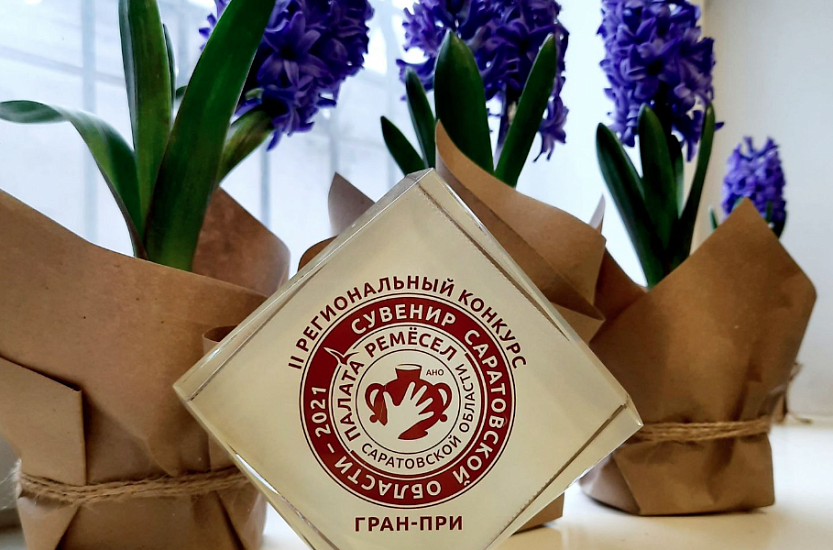 II РЕГИОНАЛЬНЫЙ КОНКУРС
СУВЕНИР САРАТОВСКОЙ ОБЛАСТИ – 2021
ПАЛАТА РЕМЁСЕЛ
САРАТОВСКОЙ ОБЛАСТИ
АНО
ГРАН-ПРИ